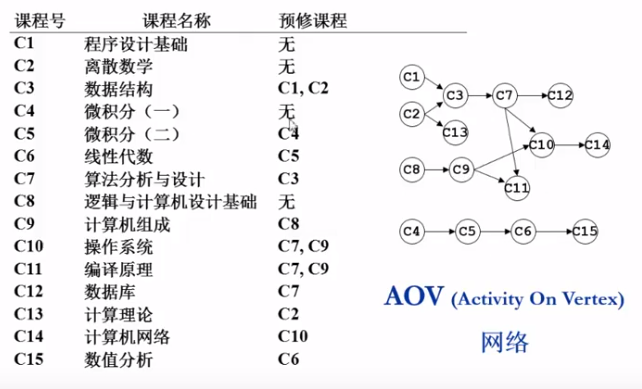 课程号 课程名称 预修课程
C1 程序设计基础 无
C2 离散数学 无
C3 数据结构 C1, C2
C4 微积分（一） 无
C5 微积分（二） C4
C6 线性代数 C5
C7 算法分析与设计 C3
C8 逻辑与计算机设计基础 无
C9 计算机组成 C8
C10 操作系统 C7, C9
C11 编译原理 C7, C9
C12 数据库 C7
C13 计算理论 C2
C14 计算机网络 C10
C15 数值分析 C6
C1
C3 C7 C12
C2
C13
C10 C14
C8 C9
C11
C4 C5 C6 C15
AOV (Activity On Vertex)
网络